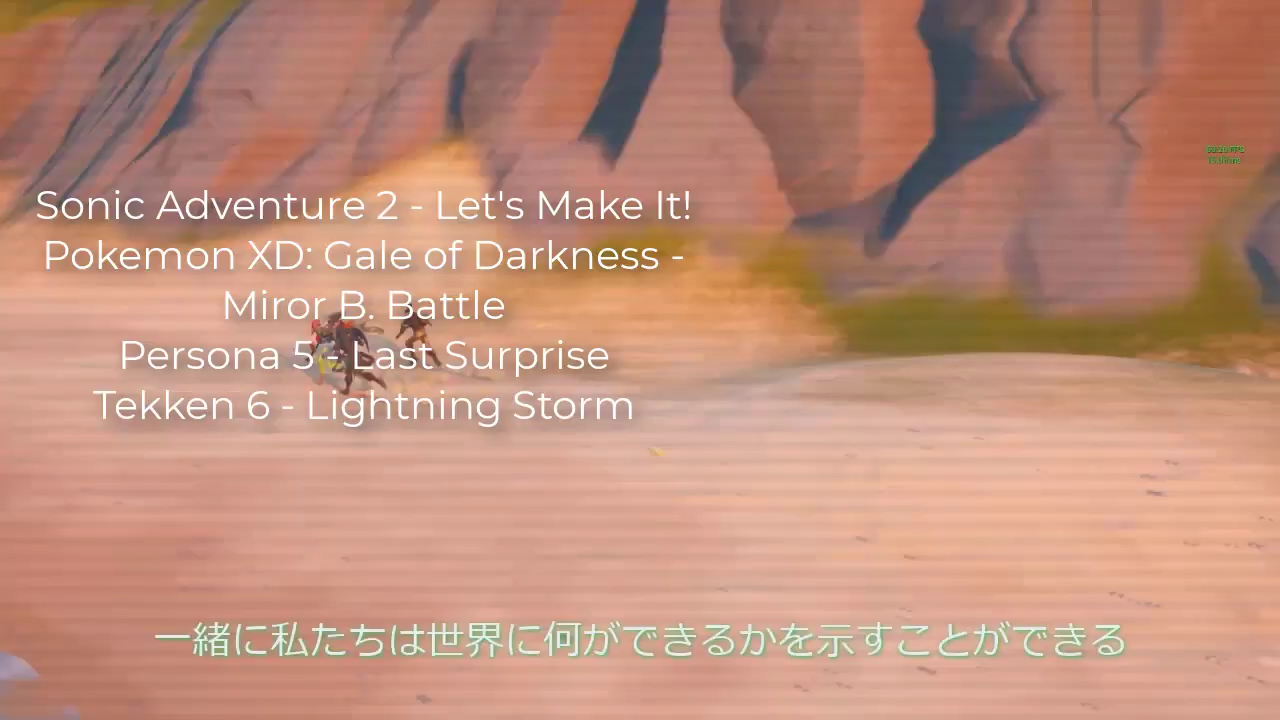 Sonic Adventure 2 - Let's Make It!
Pokemon XD: Gale of Darkness -
Miror B. Battle
Persona 5 - Last Surprise
Tekken 6 - Lightning Storm
一緒に私たちは世界に何ができるかを示すことができる